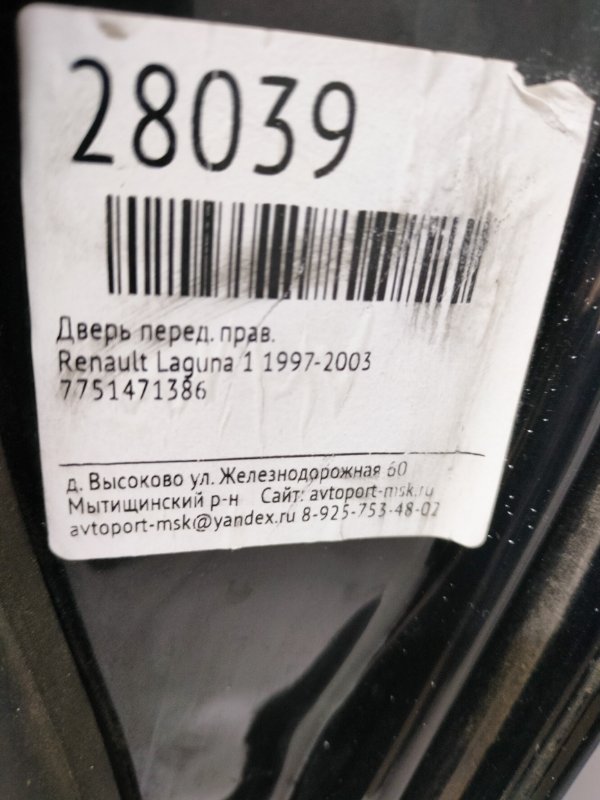 28039
Дверь перед. прав.
Renault Laguna 1 1997-2003
7751471386
д. Высоково ул. Железнодорожная 60
Мытищинский р-н Сайт: avtoport-msk.ru
avtoport-msk@yandex.ru 8-925-753-48-02